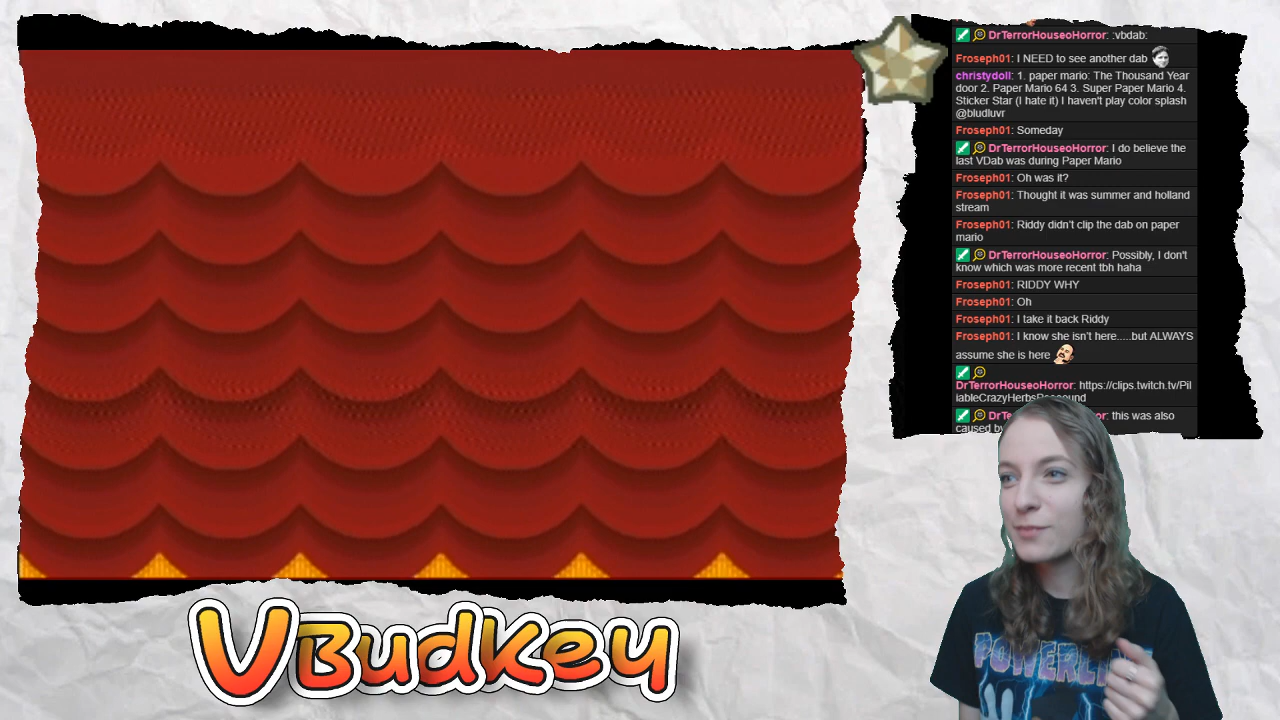 DrTerrorHouseoHorror: :vbdab:
Froseph01: I NEED to see another dab
christydoll: 1. paper mario: The Thousand Year
door 2. Paper Mario 64 3. Super Paper Mario 4.
Sticker Star (I hate it) I haven't play color splash
@bludluvr
Froseph01: Someday
DrTerrorHouseoHorror: I do believe the
last VDab was during Paper Mario
Froseph01: Oh was it?
Froseph01: Thought it was summer and holland
stream
Froseph01: Riddy didn't clip the dab on paper
mario
DrTerrorHouseoHorror: Possibly, I don't
know which was more recent tbh haha
Froseph01: RIDDY WHY
Froseph01: Oh
Froseph01: I take it back Riddy
Froseph01: I know she isn't here.....but ALWAYS
assume she is here
DrTerrorHouseoHorror: https://clips.twitch.tv/Pil
this was also
caused by
VBudkey